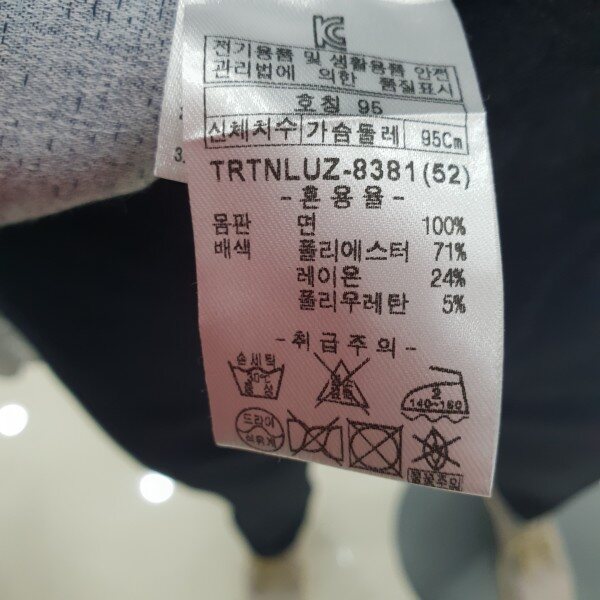 KC
전기용품 및 생활용품 안전
관리법에 의한 품질표시
호칭 95
신체치수 가슴둘레 95Cm
3.
TRTNLUZ-8381(52)
-혼용율-
몸판 면 100%
배색 폴리에스터 71%
레이온 24%
폴리우레탄 5%
-취급주의-
손세탁
2
140~160
드라이